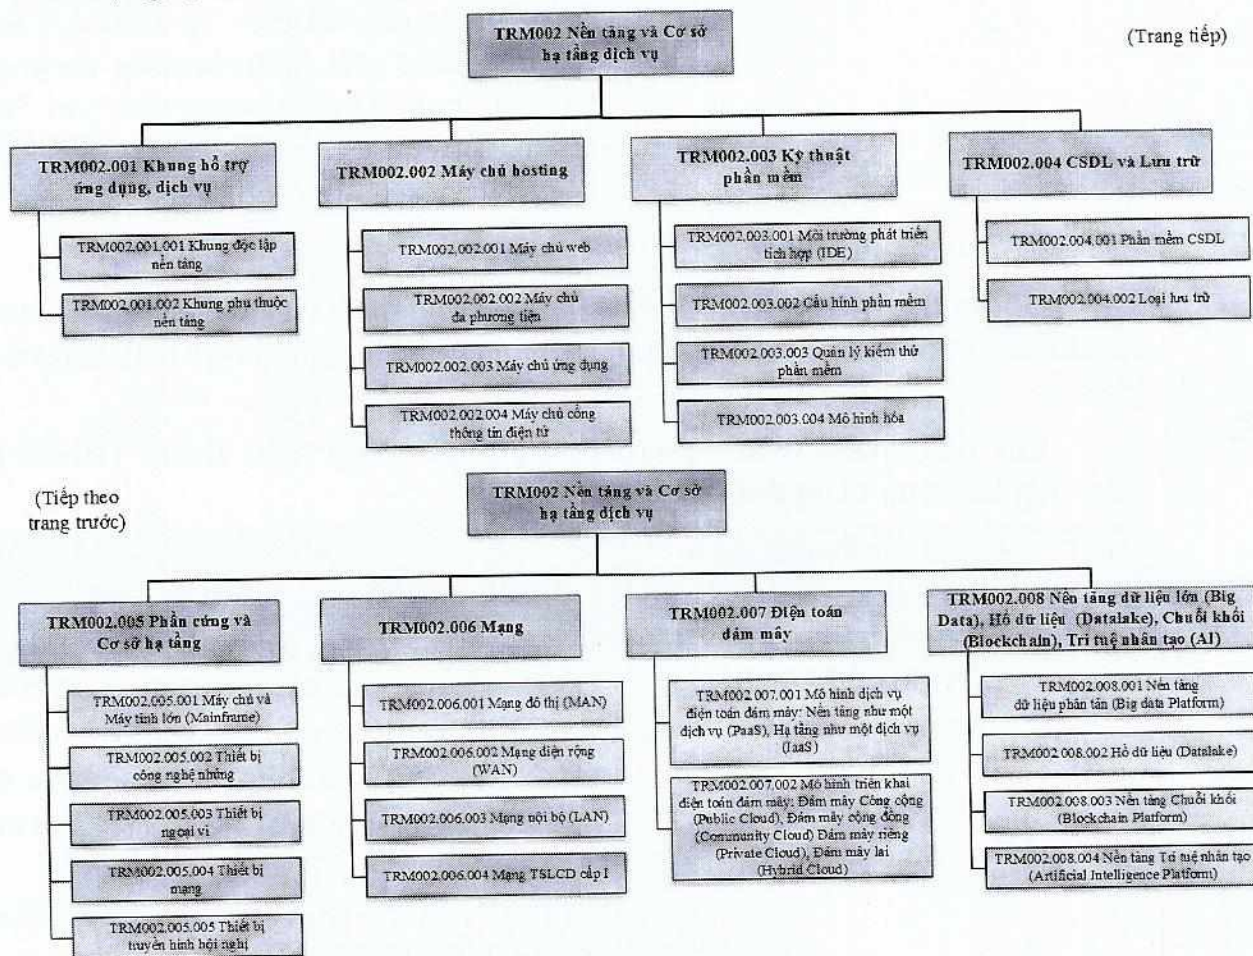 TRM002 Nền tảng và Cơ sở
hạ tầng dịch vụ
(Trang tiếp)
TRM002.001 Khung hỗ trợ
ứng dụng, dịch vụ
TRM002.001.001 Khung độc lập
nền tảng
TRM002.001.002 Khung phụ thuộc
nền tảng
TRM002.002 Máy chủ hosting
TRM002.002.001 Máy chủ web
TRM002.002.002 Máy chủ
đa phương tiện
TRM002.002.003 Máy chủ ứng dụng
TRM002.002.004 Máy chủ cổng
thông tin điện tử
TRM002.003 Kỹ thuật
phần mềm
TRM002.003.001 Môi trường phát triển
tích hợp (IDE)
TRM002.003.002 Cấu hình phần mềm
TRM002.003.003 Quản lý kiểm thử
phần mềm
TRM002.003.004 Mô hình hóa
TRM002.004 CSDL và Lưu trữ
TRM002.004.001 Phần mềm CSDL
TRM002.004.002 Loại lưu trữ
(Tiếp theo
trang trước)
TRM002 Nền tảng và Cơ sở
hạ tầng dịch vụ
TRM002.005 Phần cứng và
Cơ sở hạ tầng
TRM002.005.001 Máy chủ và
Máy tính lớn (Mainframe)
TRM002.005.002 Thiết bị
công nghệ nhúng
TRM002.005.003 Thiết bị
ngoại vi
TRM002.005.004 Thiết bị
mạng
TRM002.005.005 Thiết bị
truyền hình hội nghị
TRM002.006 Mạng
TRM002.006.001 Mạng đô thị (MAN)
TRM002.006.002 Mạng diện rộng
(WAN)
TRM002.006.003 Mạng nội bộ (LAN)
TRM002.006.004 Mạng TSLCD cấp I
TRM002.007 Điện toán
đám mây
TRM002.007.001 Mô hình dịch vụ
điện toán đám mây: Nền tảng như một
dịch vụ (PaaS), Hạ tầng như một dịch vụ
(IaaS)
TRM002.007.002 Mô hình triển khai
điện toán đám mây: Đám mây Công cộng
(Public Cloud), Đám mây cộng đồng
(Community Cloud) Đám mây riêng
(Private Cloud), Đám mây lai
(Hybrid Cloud)
TRM002.008 Nền tảng dữ liệu lớn (Big
Data), Hồ dữ liệu (Datalake), Chuỗi khối
(Blockchain), Trí tuệ nhân tạo (AI)
TRM002.008.001 Nền tảng
dữ liệu phân tán (Big data Platform)
TRM002.008.002 Hồ dữ liệu (Datalake)
TRM002.008.003 Nền tảng Chuỗi khối
(Blockchain Platform)
TRM002.008.004 Nền tảng Trí tuệ nhân tạo
(Artificial Intelligence Platform)